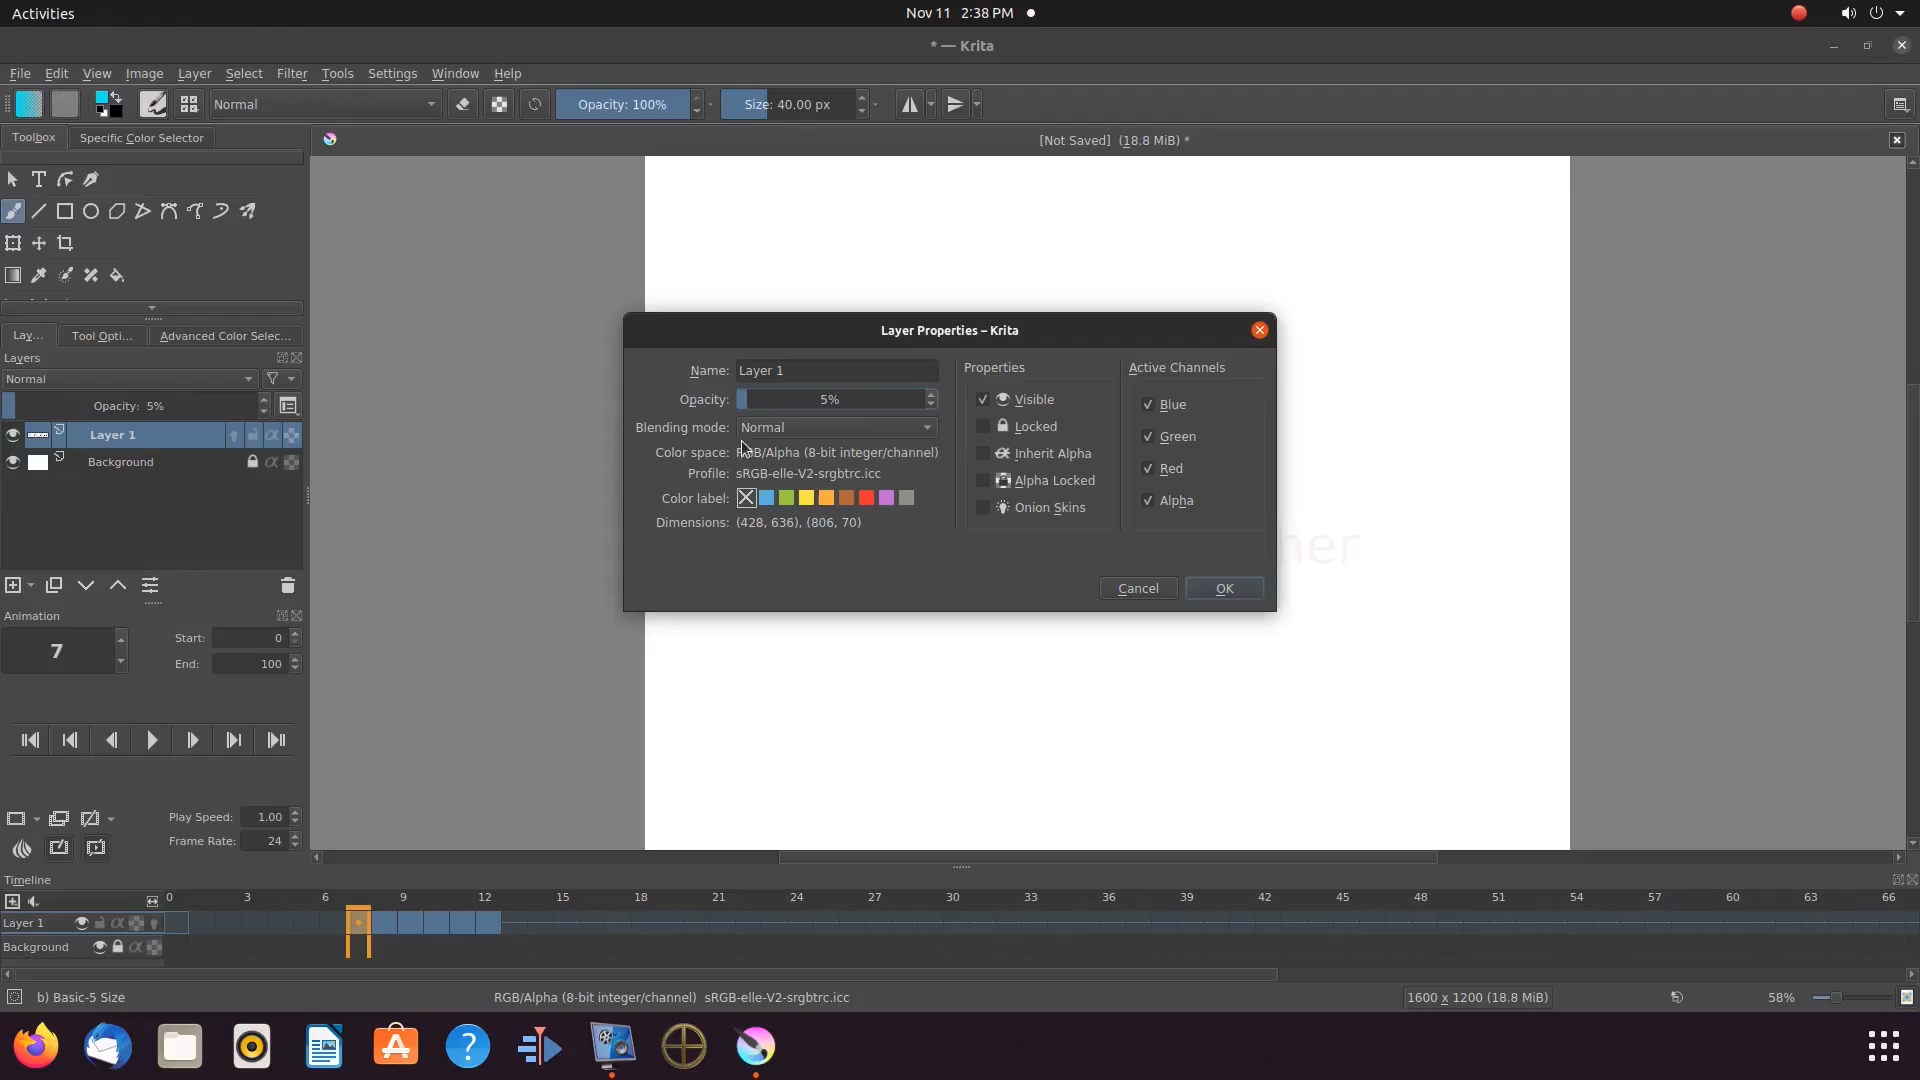 Activities
Nov 11 2:38 PM
* — Krita
File Edit View Image Layer Select Filter Tools Settings Window Help
Normal
Opacity: 100%
Size: 40.00 px
Toolbox
Specific Color Selector
[Not Saved] (18.8 MiB) *
Lay...
Tool Opti...
Advanced Color Selec...
Layers
Normal
Opacity: 5%
Layer 1
Background
Layer Properties – Krita
Name: Layer 1
Opacity: 5%
Blending mode: Normal
Color space: RGB/Alpha (8-bit integer/channel)
Profile: sRGB-elle-V2-srgbtrc.icc
Color label:
Dimensions: (428, 636), (806, 70)
Properties
Visible
Locked
Inherit Alpha
Alpha Locked
Onion Skins
Active Channels
Blue
Green
Red
Alpha
Cancel
OK
Animation
7
Start: 0
End: 100
Play Speed: 1.00
Frame Rate: 24
Timeline
0 3 6 9 12 15 18 21 24 27 30 33 36 39 42 45 48 51 54 57 60 63 66
Layer 1
Background
b) Basic-5 Size
RGB/Alpha (8-bit integer/channel) sRGB-elle-V2-srgbtrc.icc
1600 x 1200 (18.8 MiB)
58%